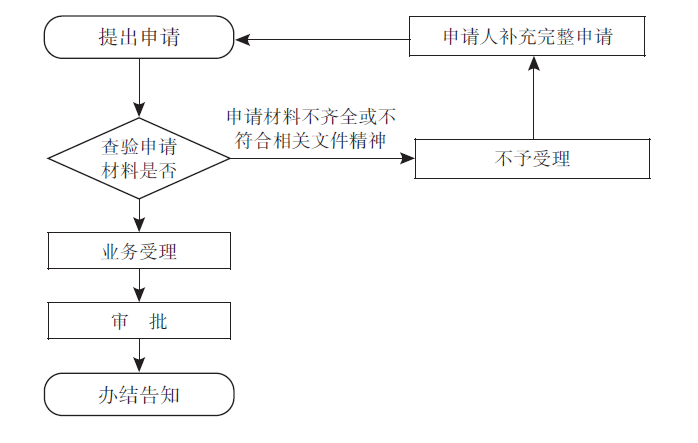 提出申请
申请人补充完整申请
申请材料不齐全或不
符合相关文件精神
查验申请
材料是否
不予受理
业务受理
审 批
办结告知